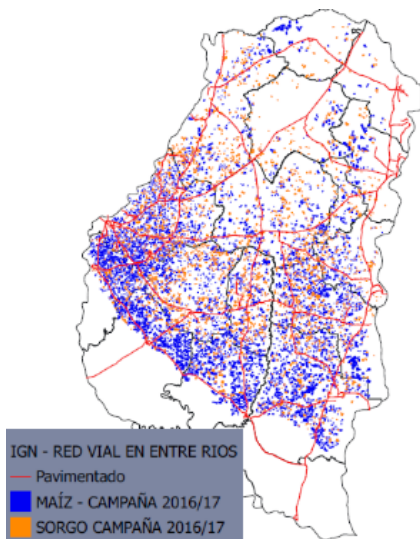 IGN - RED VIAL EN ENTRE RIOS
Pavimentado
MAÍZ - CAMPAÑA 2016/17
SORGO CAMPAÑA 2016/17